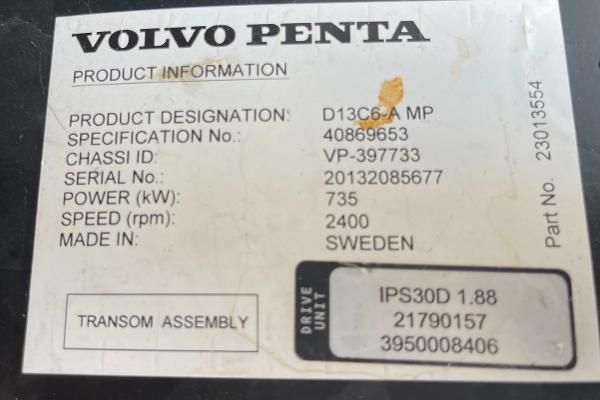 VOLVO PENTA
PRODUCT INFORMATION
PRODUCT DESIGNATION: D13C6-A MP
SPECIFICATION No.: 40869653
CHASSI ID: VP-397733
SERIAL No.: 20132085677
POWER (kW): 735
SPEED (rpm): 2400
MADE IN: SWEDEN
Part No. 23013554
TRANSOM ASSEMBLY
DRIVE UNIT
IPS30D 1.88
21790157
3950008406